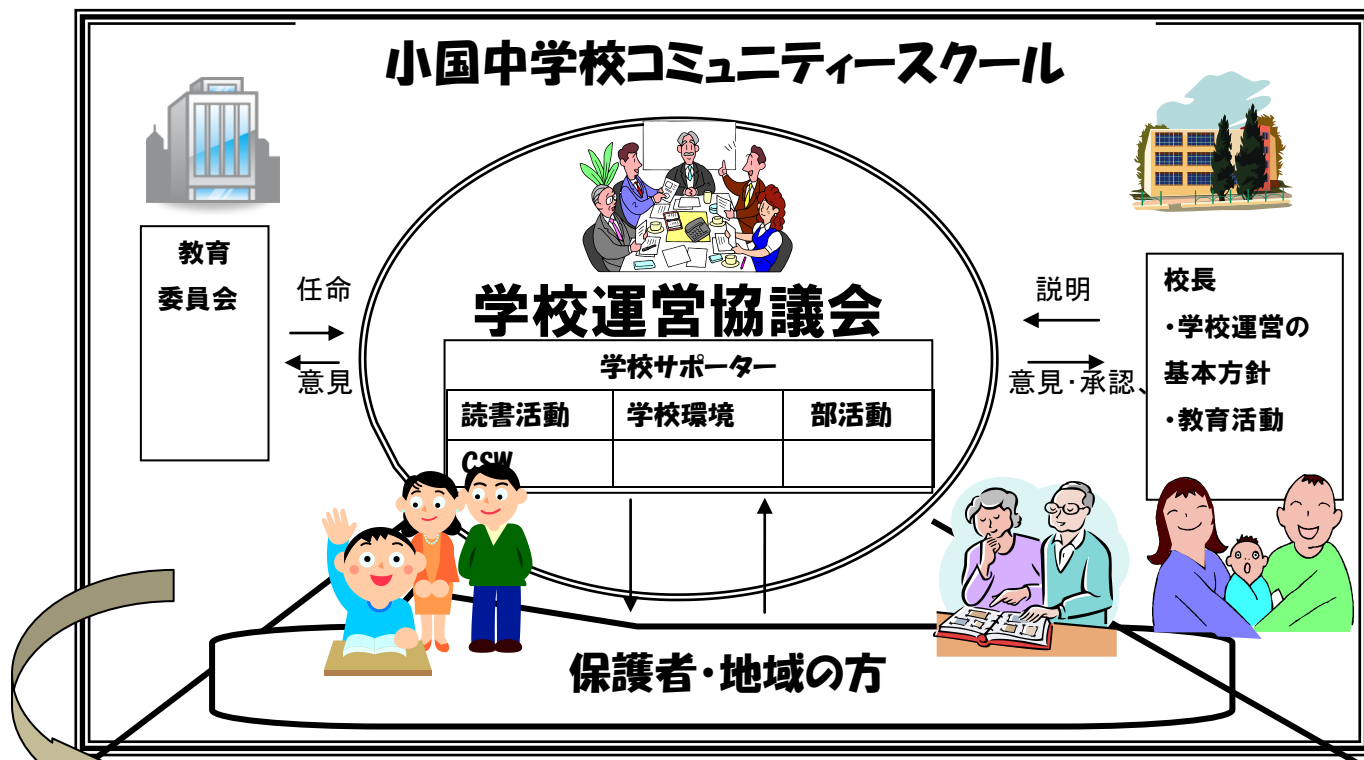 小国中学校コミュニティースクール
教育
委員会
任命
意見
学校運営協議会
学校サポーター
読書活動 学校環境 部活動
CSW
説明
意見・承認、
校長
・学校運営の
基本方針
・教育活動
保護者・地域の方